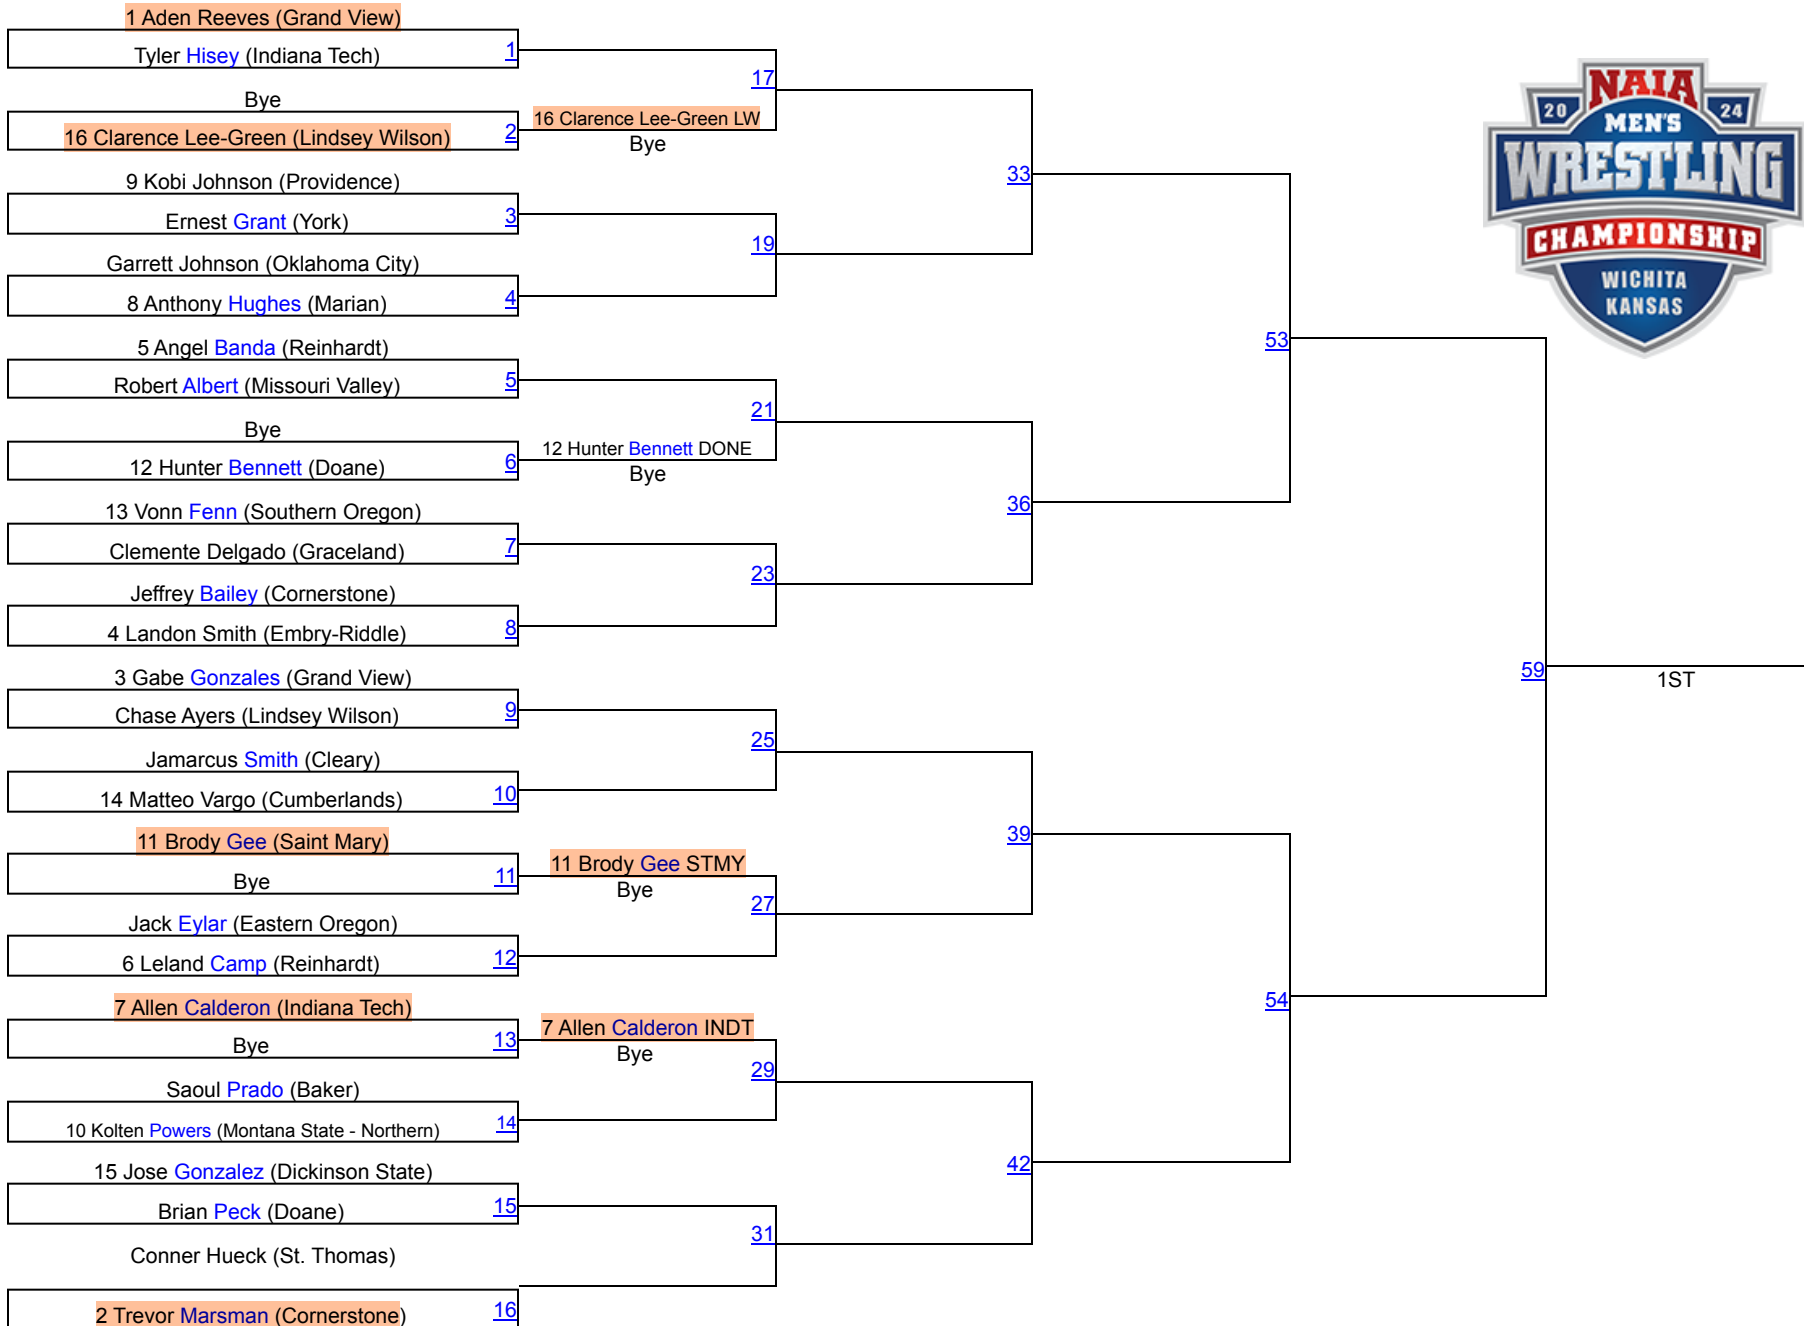 1 Aden Reeves (Grand View)
Tyler Hisey (Indiana Tech)
1
17
Bye
16 Clarence Lee-Green (Lindsey Wilson)
2
16 Clarence Lee-Green LW
Bye
9 Kobi Johnson (Providence)
Ernest Grant (York)
3
33
19
Garrett Johnson (Oklahoma City)
8 Anthony Hughes (Marian)
4
5 Angel Banda (Reinhardt)
Robert Albert (Missouri Valley)
5
53
21
Bye
12 Hunter Bennett (Doane)
6
12 Hunter Bennett DONE
Bye
13 Vonn Fenn (Southern Oregon)
Clemente Delgado (Graceland)
7
36
23
Jeffrey Bailey (Cornerstone)
4 Landon Smith (Embry-Riddle)
8
3 Gabe Gonzales (Grand View)
Chase Ayers (Lindsey Wilson)
9
59
1ST
25
Jamarcus Smith (Cleary)
14 Matteo Vargo (Cumberlands)
10
11 Brody Gee (Saint Mary)
Bye
11
11 Brody Gee STMY
Bye
39
27
Jack Eylar (Eastern Oregon)
6 Leland Camp (Reinhardt)
12
7 Allen Calderon (Indiana Tech)
Bye
13
7 Allen Calderon INDT
Bye
54
29
Saoul Prado (Baker)
10 Kolten Powers (Montana State - Northern)
14
15 Jose Gonzalez (Dickinson State)
Brian Peck (Doane)
15
42
31
Conner Hueck (St. Thomas)
2 Trevor Marsman (Cornerstone)
16
NAIA
20 24
MEN'S
WRESTLING
CHAMPIONSHIP
WICHITA
KANSAS